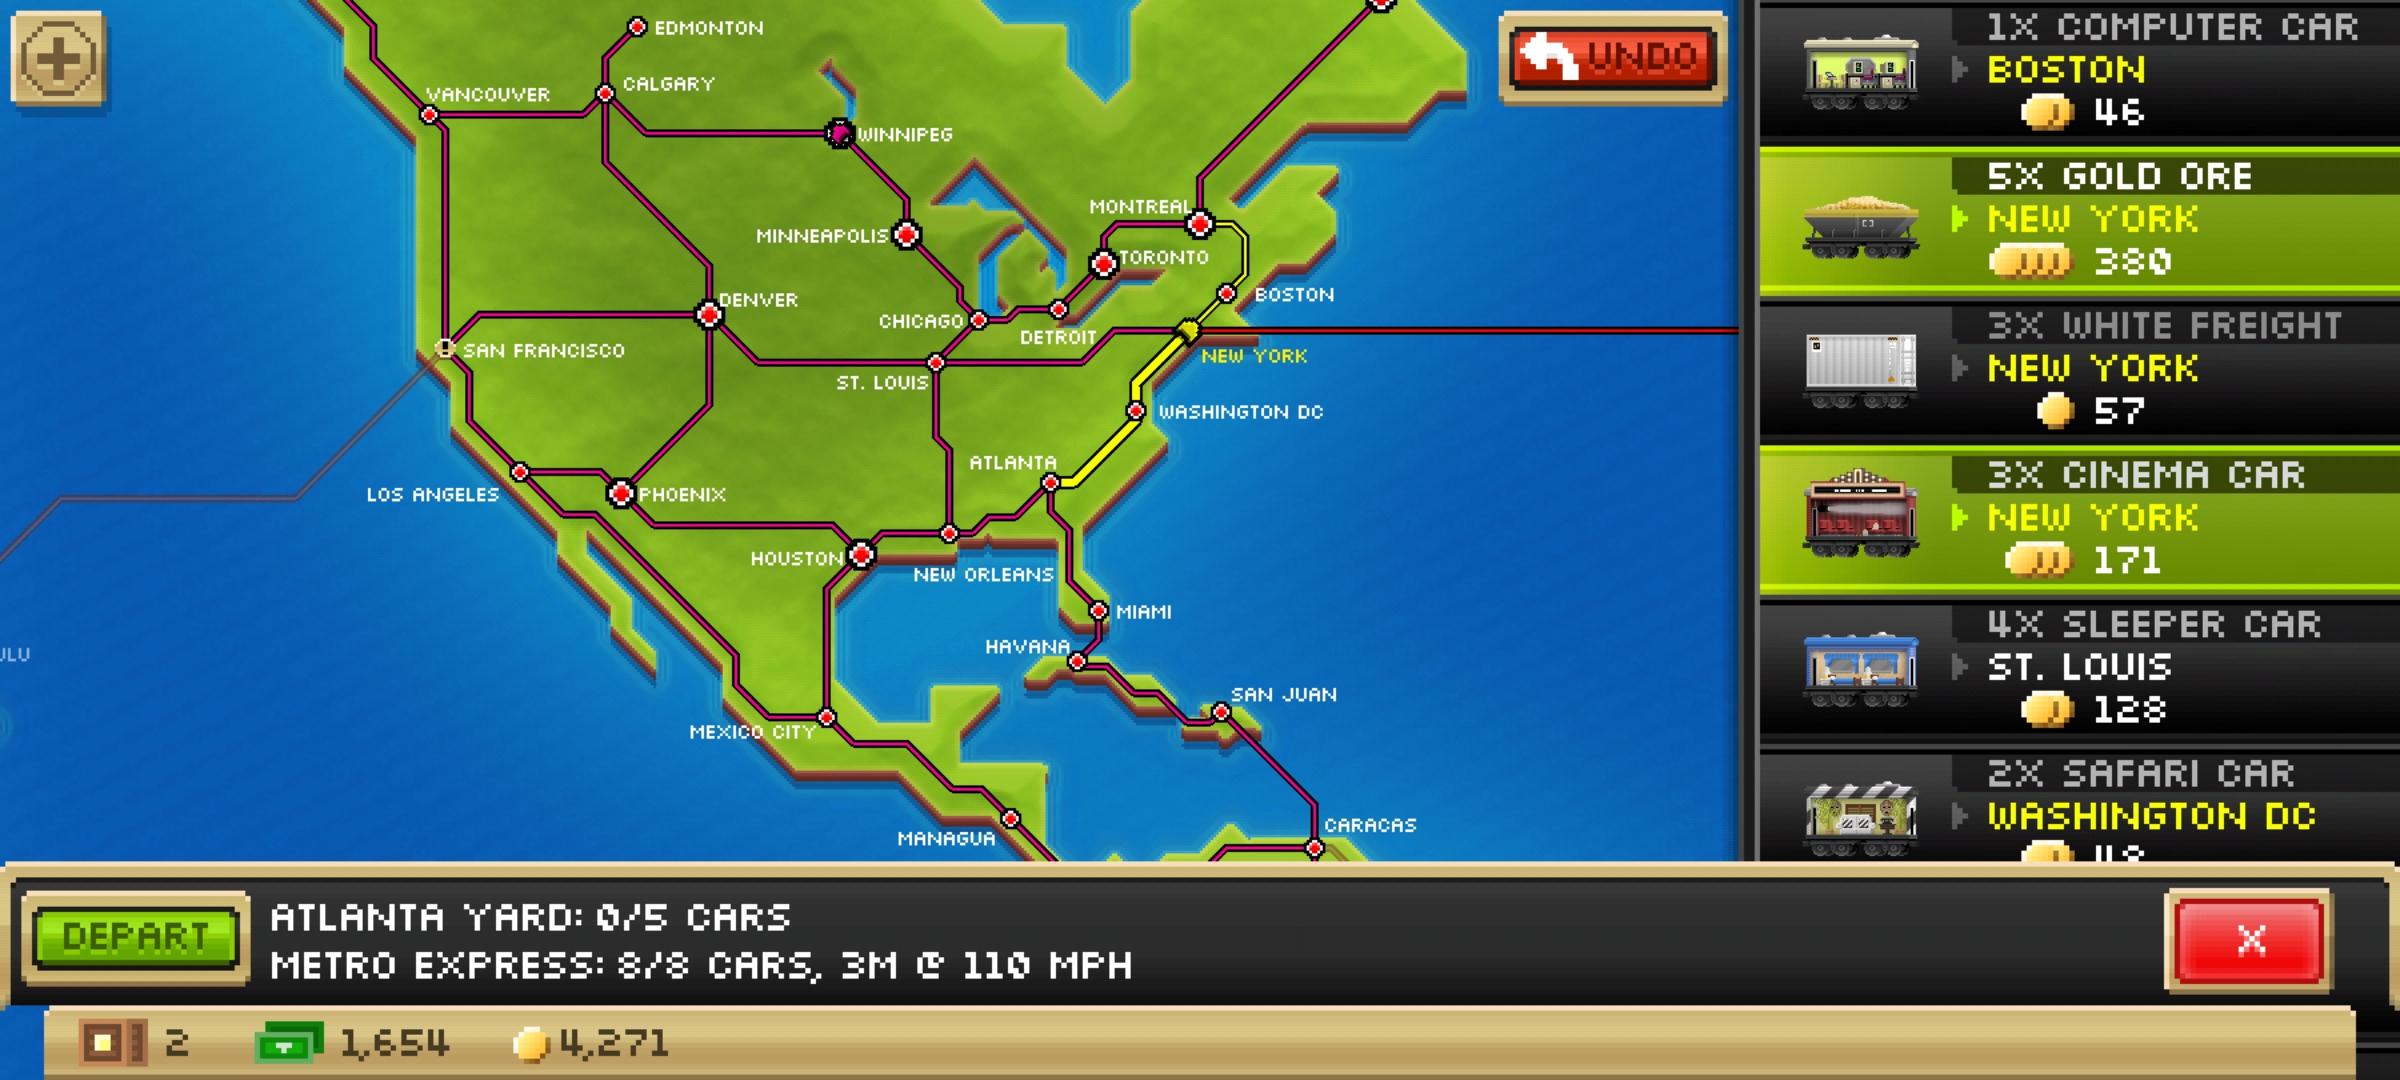 EDMONTON
CALGARY
VANCOUVER
WINNIPEG
MONTREAL
MINNEAPOLIS
TORONTO
DENVER
BOSTON
CHICAGO
DETROIT
SAN FRANCISCO
NEW YORK
ST. LOUIS
WASHINGTON DC
ATLANTA
LOS ANGELES
PHOENIX
HOUSTON
NEW ORLEANS
MIAMI
HAVANA
SAN JUAN
MEXICO CITY
CARACAS
MANAGUA
UNDO
1X COMPUTER CAR
BOSTON
46
5X GOLD ORE
NEW YORK
380
3X WHITE FREIGHT
NEW YORK
57
3X CINEMA CAR
NEW YORK
171
4X SLEEPER CAR
ST. LOUIS
128
2X SAFARI CAR
WASHINGTON DC
DEPART
ATLANTA YARD: 0/5 CARS
METRO EXPRESS: 8/8 CARS, 3M @ 110 MPH
X
2 1,654 4,271